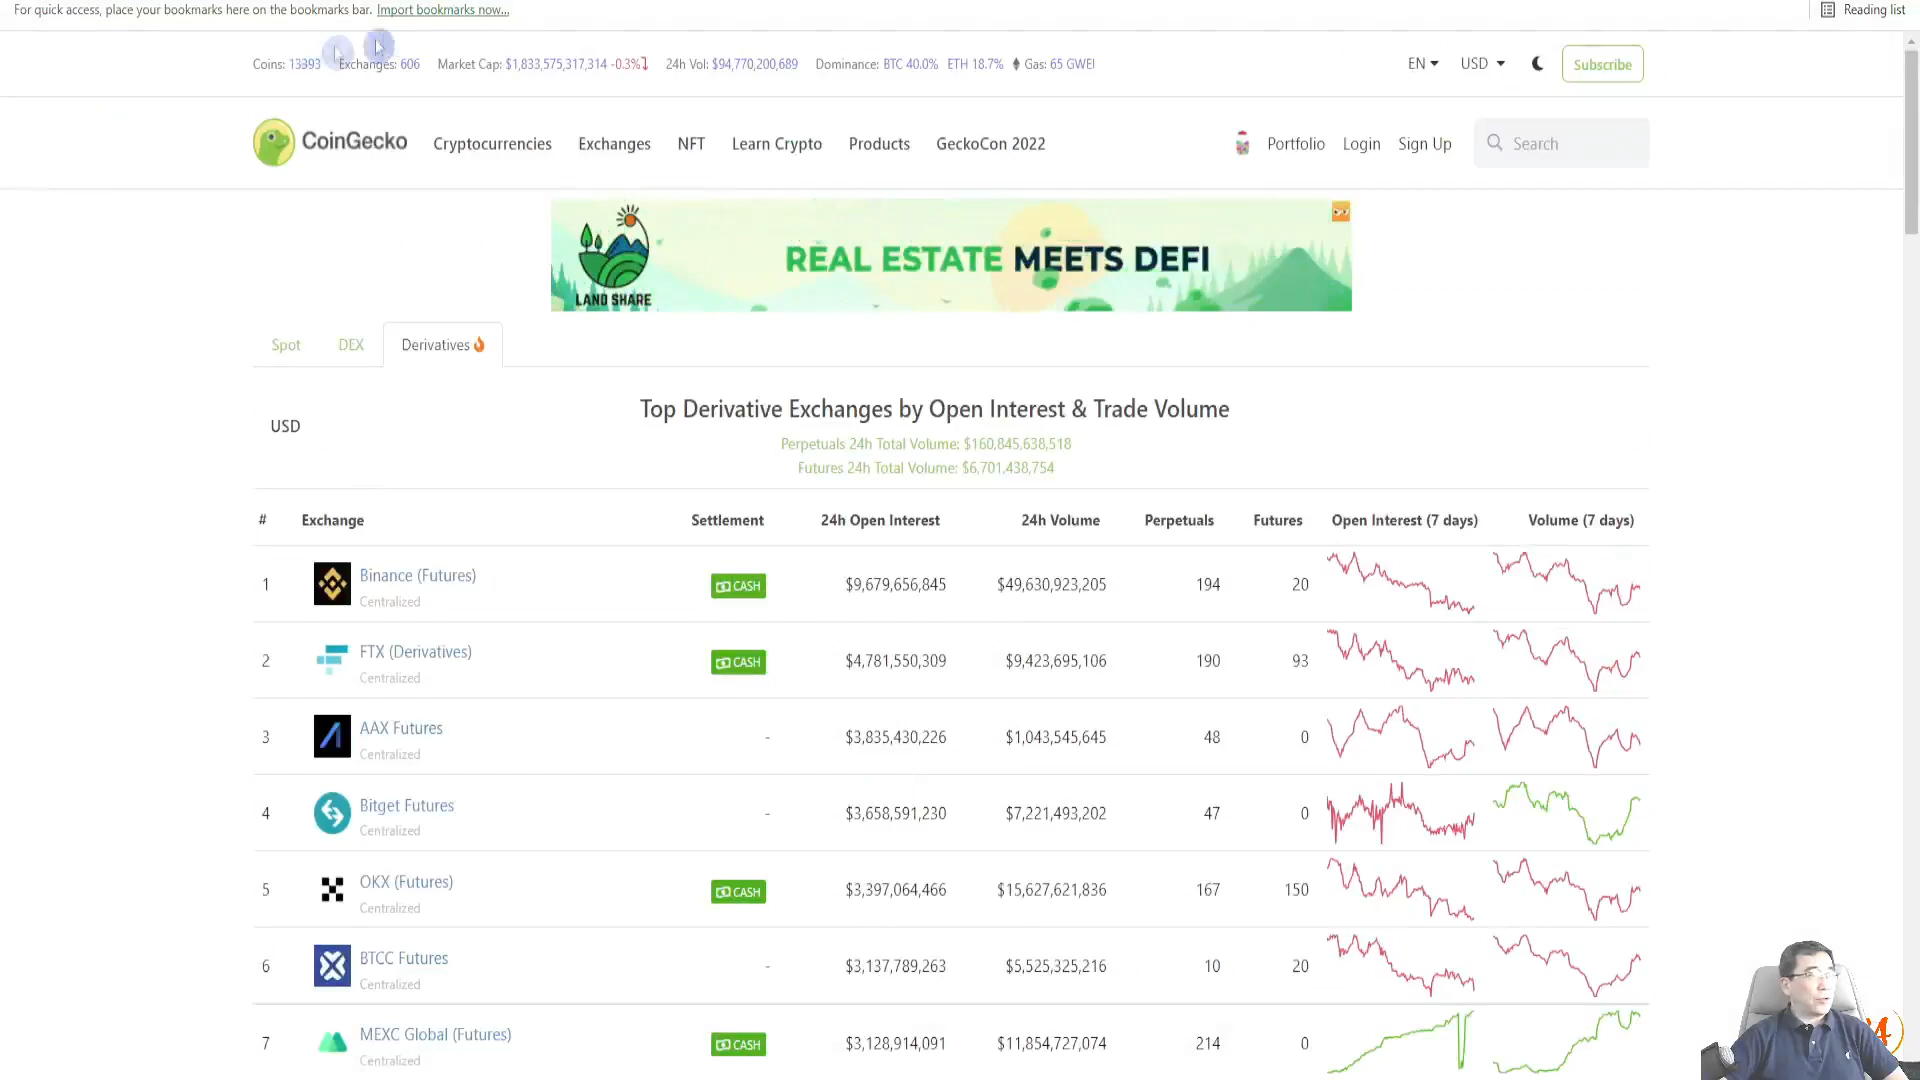 For quick access, place your bookmarks here on the bookmarks bar. Import bookmarks now...
Reading list
Coins: 13393 Exchanges: 606 Market Cap: $1,833,575,317,314 -0.3% 24h Vol: $94,770,200,689 Dominance: BTC 40.0% ETH 18.7% Gas: 65 GWEI
EN USD Subscribe
CoinGecko Cryptocurrencies Exchanges NFT Learn Crypto Products GeckoCon 2022 Portfolio Login Sign Up Search
LAND SHARE
REAL ESTATE MEETS DEFI
Spot DEX Derivatives
Top Derivative Exchanges by Open Interest & Trade Volume
USD
Perpetuals 24h Total Volume: $160,845,638,518
Futures 24h Total Volume: $6,701,438,754
# Exchange Settlement 24h Open Interest 24h Volume Perpetuals Futures Open Interest (7 days) Volume (7 days)
1 Binance (Futures) CASH $9,679,656,845 $49,630,923,205 194 20
Centralized
2 FTX (Derivatives) CASH $4,781,550,309 $9,423,695,106 190 93
Centralized
3 AAX Futures - $3,835,430,226 $1,043,545,645 48 0
Centralized
4 Bitget Futures - $3,658,591,230 $7,221,493,202 47 0
Centralized
5 OKX (Futures) CASH $3,397,064,466 $15,627,621,836 167 150
Centralized
6 BTCC Futures - $3,137,789,263 $5,525,325,216 10 20
Centralized
7 MEXC Global (Futures) CASH $3,128,914,091 $11,854,727,074 214 0
Centralized